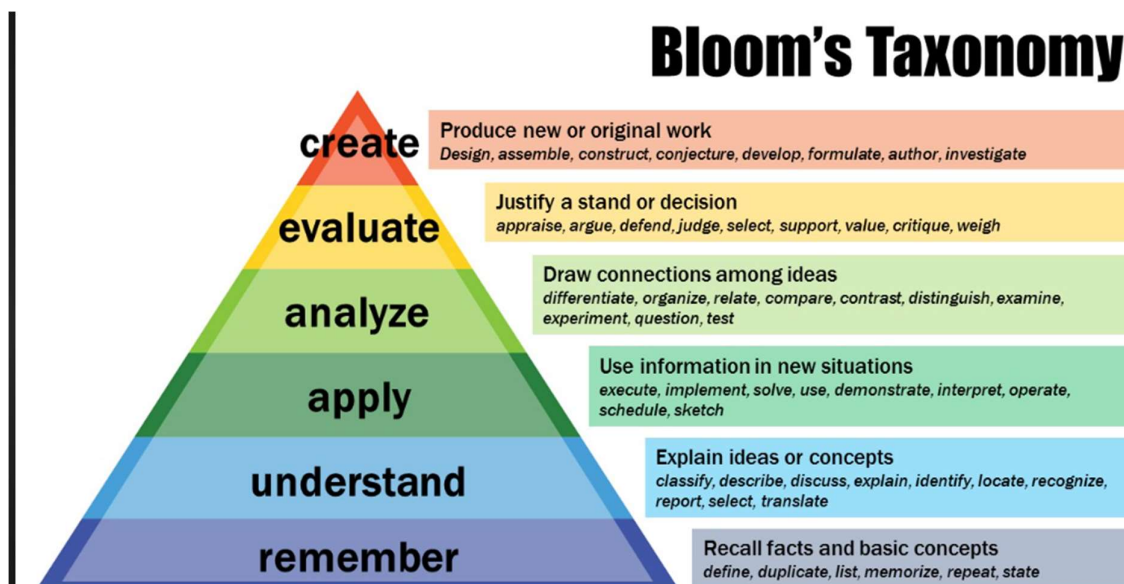 Bloom's Taxonomy
create
Produce new or original work
Design, assemble, construct, conjecture, develop, formulate, author, investigate
evaluate
Justify a stand or decision
appraise, argue, defend, judge, select, support, value, critique, weigh
analyze
Draw connections among ideas
differentiate, organize, relate, compare, contrast, distinguish, examine,
experiment, question, test
apply
Use information in new situations
execute, implement, solve, use, demonstrate, interpret, operate,
schedule, sketch
understand
Explain ideas or concepts
classify, describe, discuss, explain, identify, locate, recognize,
report, select, translate
remember
Recall facts and basic concepts
define, duplicate, list, memorize, repeat, state